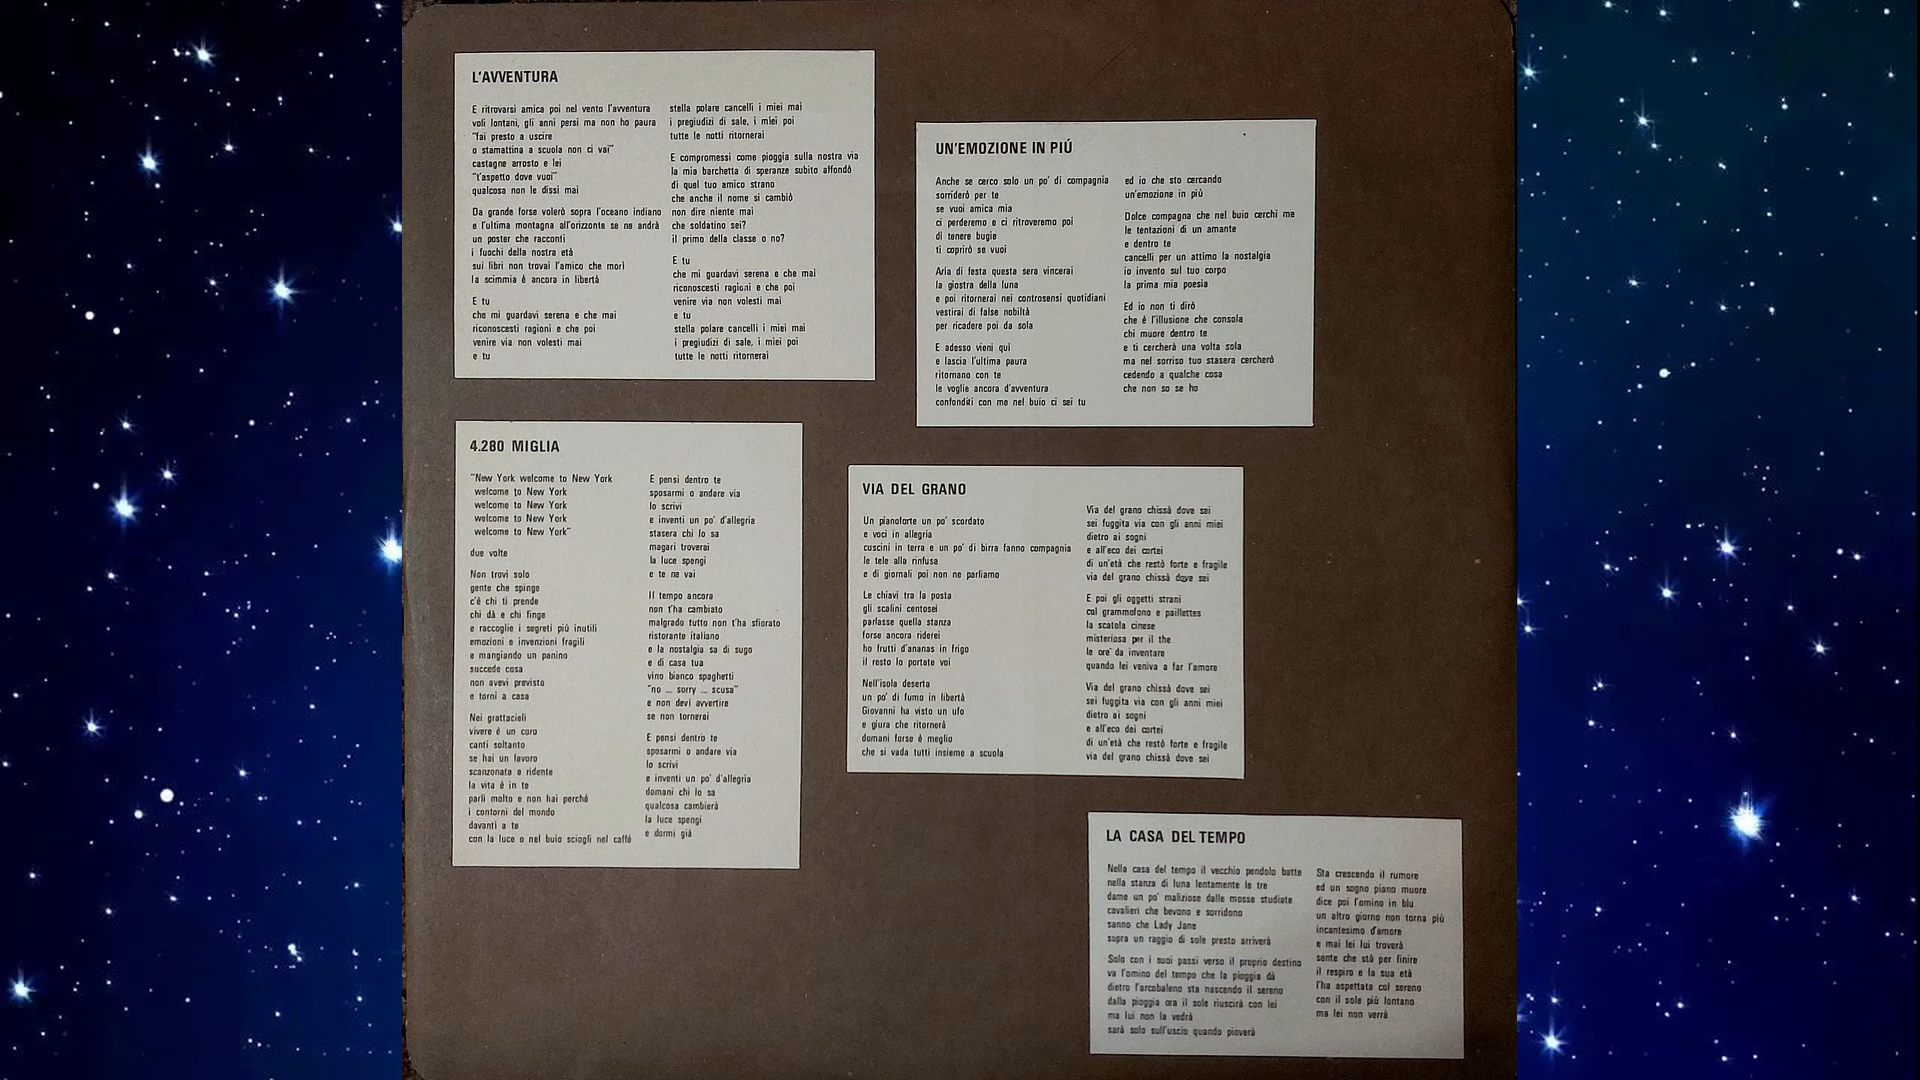 L'AVVENTURA
E ritrovarsi amica poi nel vento l'avventura
voli lontani, gli anni persi ma non ho paura
"fai presto a uscire
o stamattina a scuola non ci vai"
castagne arrosto e lei
"t'aspetto dove vuoi"
qualcosa non le dissi mai
Da grande forse volerò sopra l'oceano indiano
e l'ultima montagna all'orizzonte se ne andrà
un poster che racconti
i fuochi della nostra età
sui libri non trovai l'amico che morì
la scimmia è ancora in libertà
E tu
che mi guardavi serena e che mai
riconoscesti ragioni e che poi
venire via non volesti mai
e tu
stella polare cancelli i miei mai
i pregiudizi di sale, i miei poi
tutte le notti ritornerai
E compromessi come pioggia sulla nostra via
la mia barchetta di speranze subito affondò
di quel tuo amico strano
che anche il nome si cambiò
non dire niente mai
che soldatino sei?
il primo della classe o no?
E tu
che mi guardavi serena e che mai
riconoscesti ragioni e che poi
venire via non volesti mai
e tu
stella polare cancelli i miei mai
i pregiudizi di sale, i miei poi
tutte le notti ritornerai
UN'EMOZIONE IN PIÚ
Anche se cerco solo un po' di compagnia
sorriderò per te
se vuoi amica mia
ci perderemo e ci ritroveremo poi
di tenere bugie
ti coprirò se vuoi
Aria di festa questa sera vincerai
la giostra della luna
e poi ritornerai nei controsensi quotidiani
vestirai di false nobiltà
per ricadere poi da sola
E adesso vieni qui
e lascia l'ultima paura
ritornano con te
le voglie ancora d'avventura
confonditi con me nel buio ci sei tu
ed io che sto cercando
un'emozione in più
Dolce compagna che nel buio cerchi me
le tentazioni di un amante
e dentro te
cancelli per un attimo la nostalgia
io invento sul tuo corpo
la prima mia poesia
Ed io non ti dirò
che è l'illusione che consola
chi muore dentro te
e ti cercherà una volta sola
ma nel sorriso tuo stasera cercherò
cedendo a qualche cosa
che non so se ho
4.280 MIGLIA
"New York welcome to New York
welcome to New York
welcome to New York
welcome to New York
welcome to New York"
due volte
Non trovi solo
gente che spinge
c'è chi ti prende
chi dà e chi finge
e raccoglie i segreti più inutili
emozioni e invenzioni fragili
e mangiando un panino
succede cosa
non avevi previsto
e torni a casa
Nei grattacieli
vivere è un coro
canti soltanto
se hai un lavoro
scanzonata e ridente
la vita è in te
parli molto e non hai perchè
i contorni del mondo
davanti a te
con la luce o nel buio sciogli nel caffè
E pensi dentro te
sposarmi o andare via
lo scrivi
e inventi un po' d'allegria
stasera chi lo sa
magari troverai
la luce spengi
e te ne vai
Il tempo ancora
non t'ha cambiato
malgrado tutto non t'ha sfiorato
ristorante italiano
e la nostalgia sa di sugo
e di casa tua
vino bianco spaghetti
"no ... sorry ... scusa"
e non devi avvertire
se non tornerai
E pensi dentro te
sposarmi o andare via
lo scrivi
e inventi un po' d'allegria
domani chi lo sa
qualcosa cambierà
la luce spengi
e dormi già
VIA DEL GRANO
Un pianoforte un po' scordato
e voci in allegria
cuscini in terra e un po' di birra fanno compagnia
le tele alla rinfusa
e di giornali poi non ne parliamo
Le chiavi tra la posta
gli scalini centosei
parlasse quella stanza
forse ancora riderei
ho frutti d'ananas in frigo
il resto lo portate voi
Nell'isola deserta
un po' di fumo in libertà
Giovanni ha visto un ufo
e giura che ritornerà
domani forse è meglio
che si vada tutti insieme a scuola
Via del grano chissà dove sei
sei fuggita via con gli anni miei
dietro ai sogni
e all'eco dei cortei
di un'età che restò forte e fragile
via del grano chissà dove sei
E poi gli oggetti strani
col grammofono e paillettes
la scatola cinese
misteriosa per il the
le ore da inventare
quando lei veniva a far l'amore
Via del grano chissà dove sei
sei fuggita via con gli anni miei
dietro ai sogni
e all'eco dei cortei
di un'età che restò forte e fragile
via del grano chissà dove sei
LA CASA DEL TEMPO
Nella casa del tempo il vecchio pendolo batte
nella stanza di luna lentamente le tre
dame un po' maliziose dalle mosse studiate
cavalieri che bevono e sorridono
sanno che Lady Jane
sopra un raggio di sole presto arriverà
Solo con i suoi passi verso il proprio destino
va l'omino del tempo che la pioggia dà
dietro l'arcobaleno sta nascendo il sereno
dalla pioggia ora il sole riuscirà con lei
ma lui non la vedrà
sarà solo sull'uscio quando pioverà
Sta crescendo il rumore
ed un sogno piano muore
dice poi l'omino in blu
un altro giorno non torna più
incantesimo d'amore
e mai lei lui troverà
sente che stà per finire
il respiro e la sua età
l'ha aspettata col sereno
con il sole più lontano
ma lei non verrà